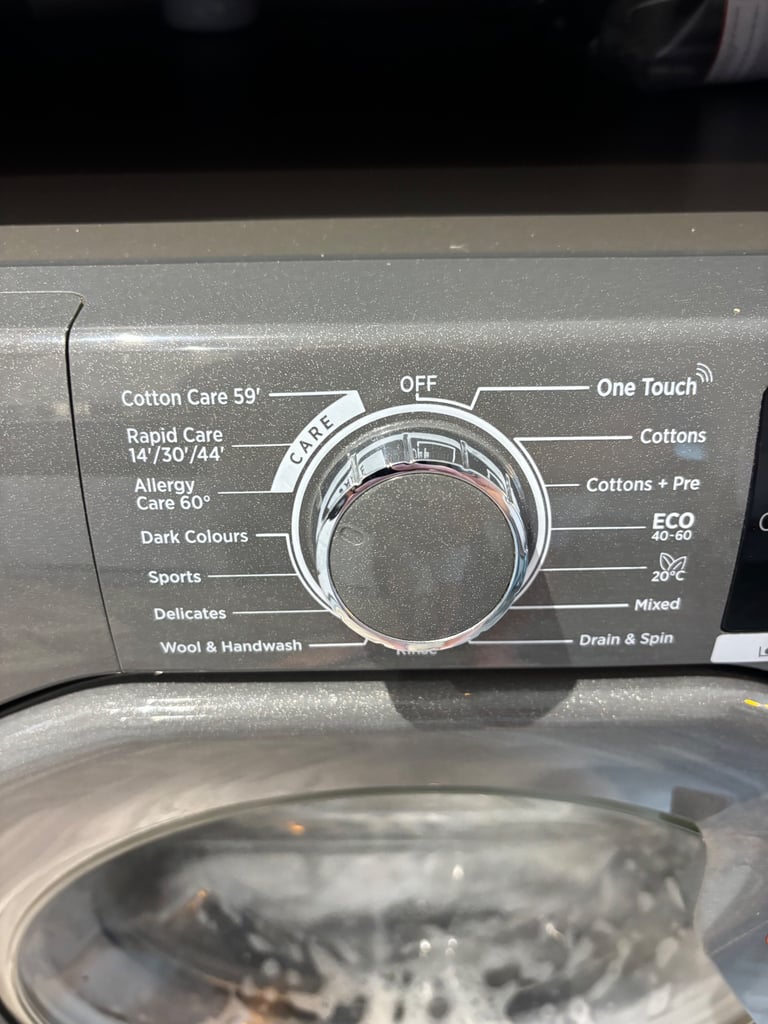 OFF
One Touch
Cottons
Cottons + Pre
ECO
40-60
20°C
Mixed
Drain & Spin
Rinse
Wool & Handwash
Delicates
Sports
Dark Colours
Allergy
Care 60°
Rapid Care
14'/30'/44'
Cotton Care 59'
CARE